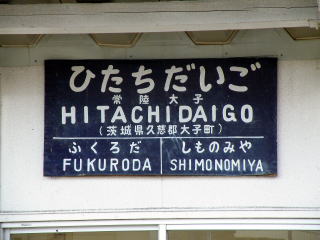 ひたちだいご
常陸大子
HITACHIDAIGO
(茨城県久慈郡大子町)
ふくろだ しものみや
FUKURODA SHIMONOMIYA